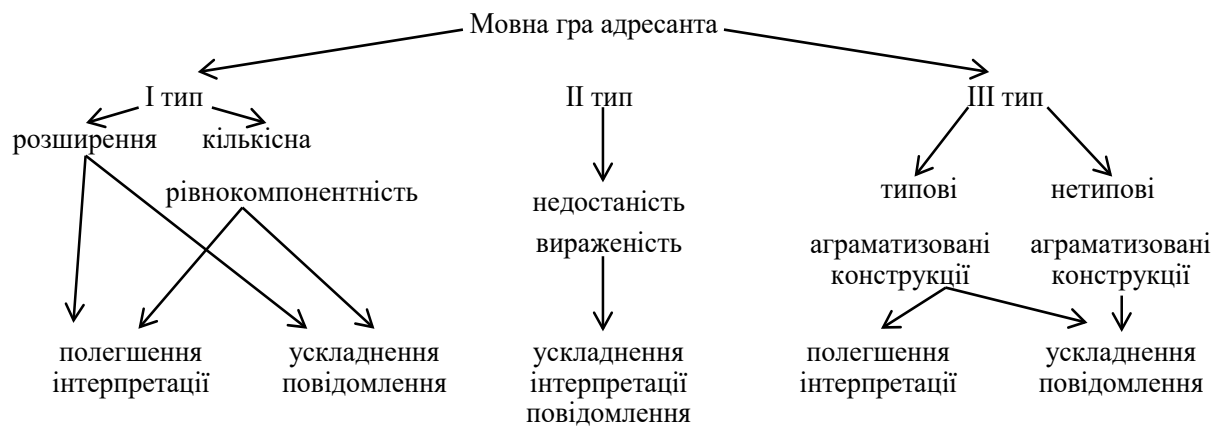 Мовна гра адресанта
І тип
ІІ тип
ІІІ тип
розширення
кількісна
рівнокомпонентність
недостаність
вираженість
типові
нетипові
аграматизовані
конструкції
аграматизовані
конструкції
полегшення
інтерпретації
ускладнення
повідомлення
ускладнення
інтерпретації
повідомлення
полегшення
інтерпретації
ускладнення
повідомлення